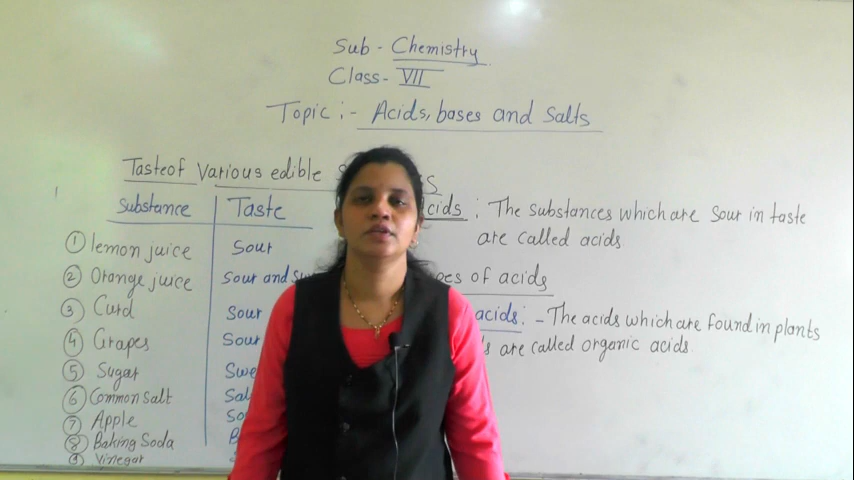 Sub - Chemistry
Class - VII
Topic :- Acids, bases and Salts
Taste of various edible
Substance Taste
① lemon juice Sour
② Orange juice Sour and
③ Curd Sour
④ Grapes Sour
⑤ Sugar
⑥ Common salt
⑦ Apple
⑧ Baking Soda
⑨ Vinegar
: The Substances which are Sour in taste
are called acids
of acids
acids: - The acids which are found in plants
are called organic acids.